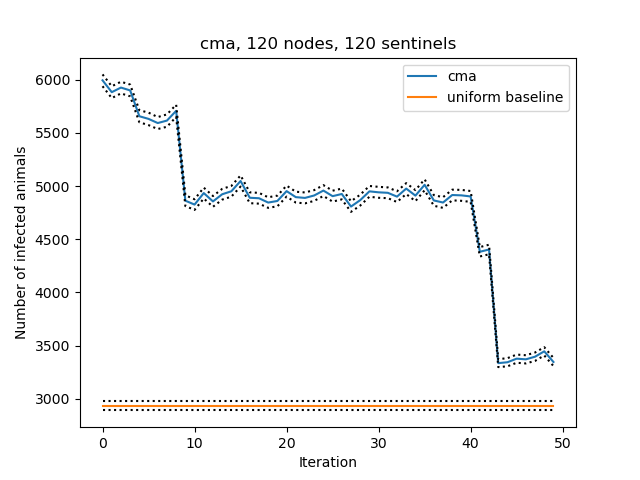 cma, 120 nodes, 120 sentinels
cma
uniform baseline
Number of infected animals
6000
5500
5000
4500
4000
3500
3000
0 10 20 30 40 50
Iteration